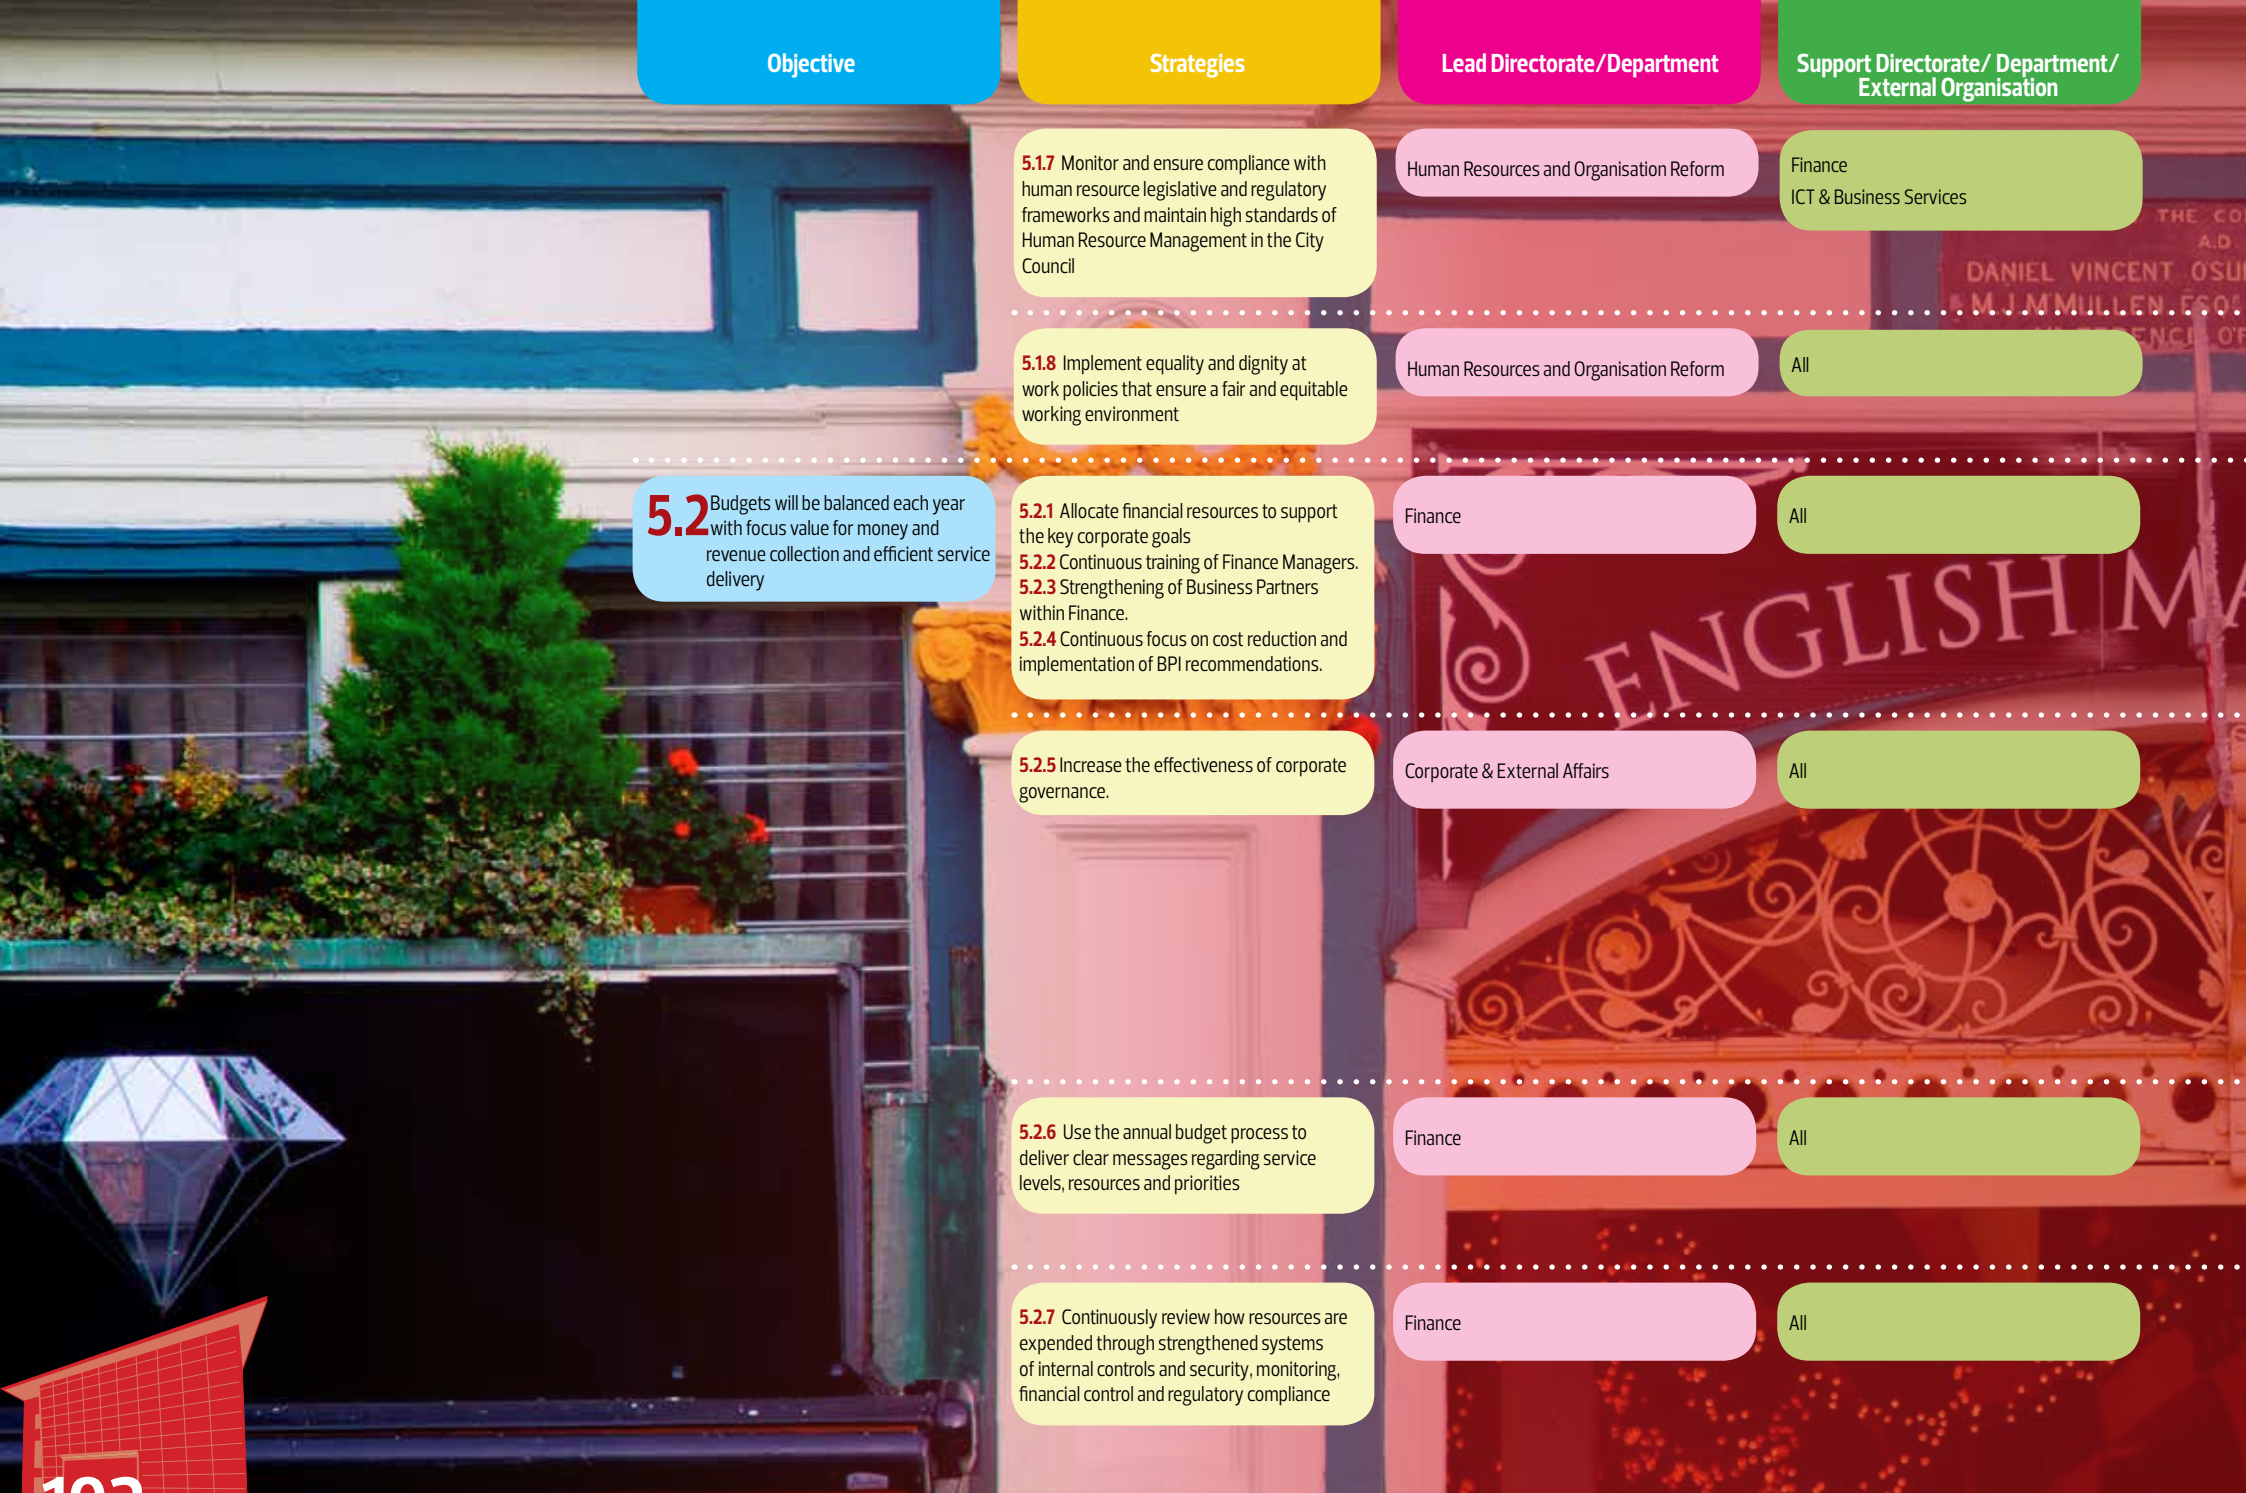 Objective
Strategies
Lead Directorate/Department
Support Directorate/ Department/
External Organisation
5.1.7 Monitor and ensure compliance with
human resource legislative and regulatory
frameworks and maintain high standards of
Human Resource Management in the City
Council
Human Resources and Organisation Reform
Finance
ICT & Business Services
THE
A.D
DANIEL VINCENT
5.1.8 Implement equality and dignity at
work policies that ensure a fair and equitable
working environment
Human Resources and Organisation Reform
All
5.2 Budgets will be balanced each year
with focus value for money and
revenue collection and efficient service
delivery
5.2.1 Allocate financial resources to support
the key corporate goals
5.2.2 Continuous training of Finance Managers.
5.2.3 Strengthening of Business Partners
within Finance.
5.2.4 Continuous focus on cost reduction and
implementation of BPI recommendations.
Finance
All
ENGLISH
5.2.5 Increase the effectiveness of corporate
governance.
Corporate & External Affairs
All
5.2.6 Use the annual budget process to
deliver clear messages regarding service
levels, resources and priorities
Finance
All
5.2.7 Continuously review how resources are
expended through strengthened systems
of internal controls and security, monitoring,
financial control and regulatory compliance
Finance
All